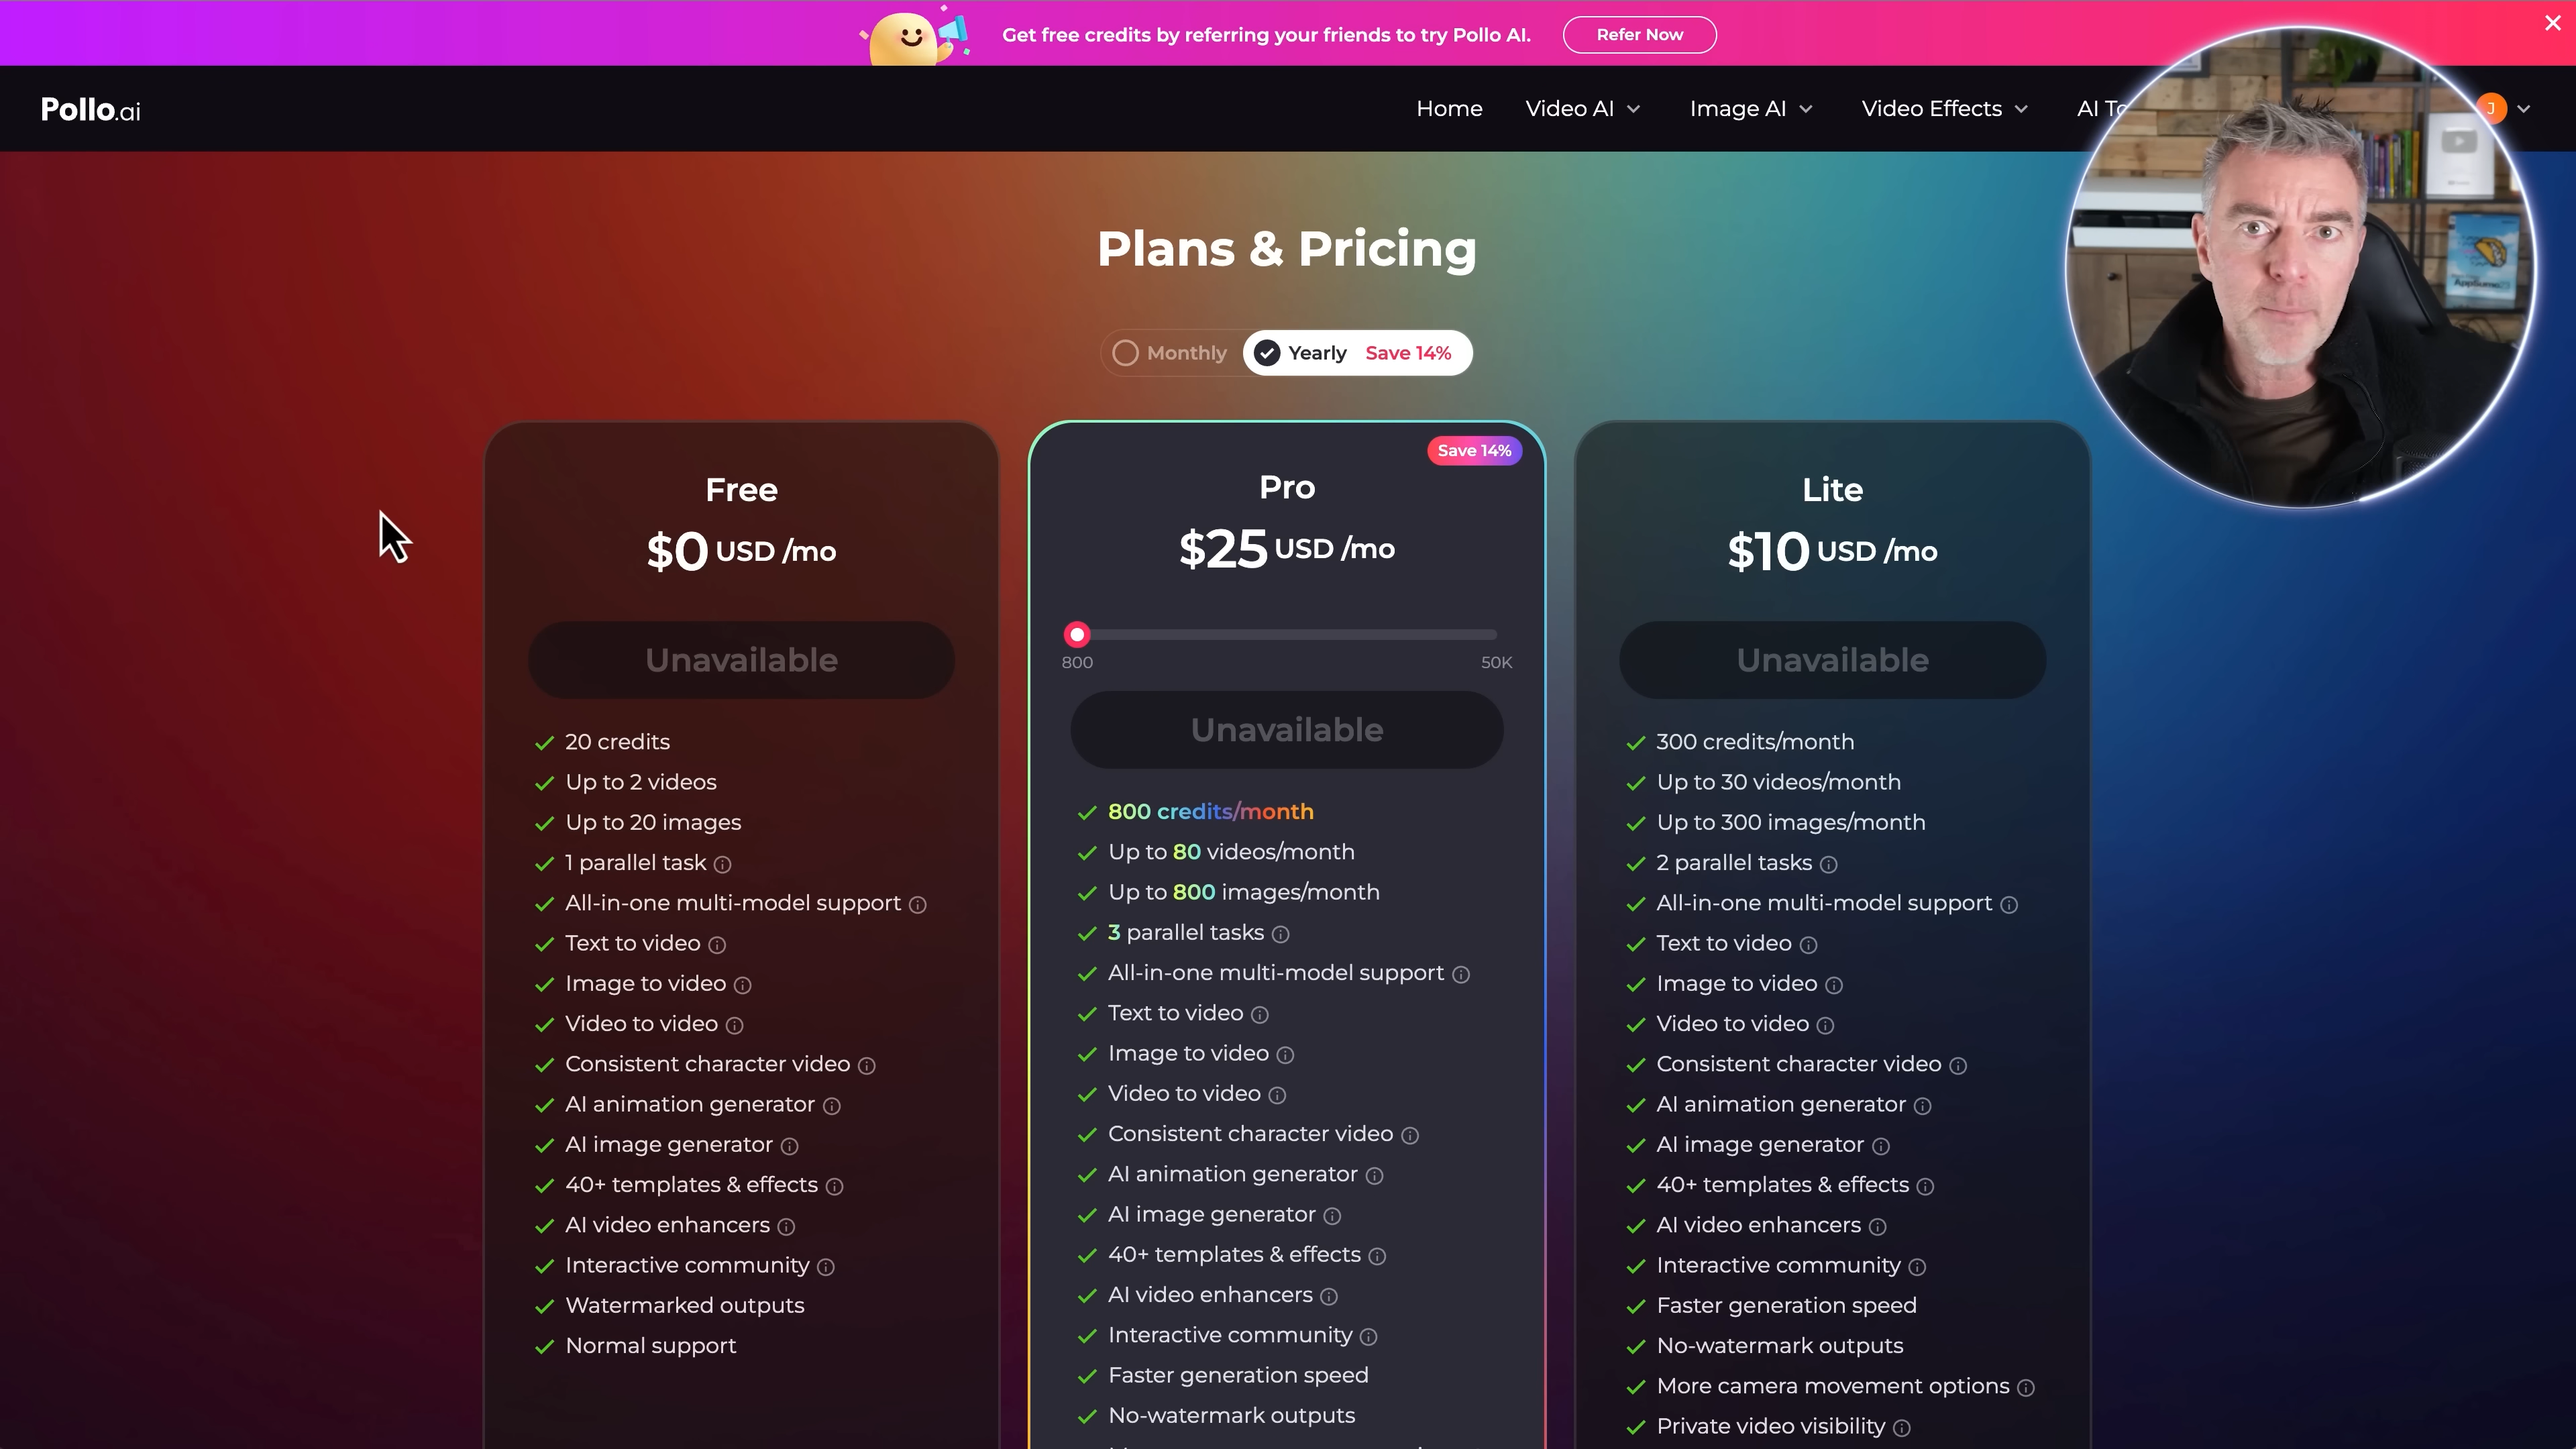 Get free credits by referring your friends to try Pollo AI.
Refer Now
Pollo.ai
Home
Video AI
Image AI
Video Effects
J
Plans & Pricing
Monthly
Yearly
Save 14%
Free
$0 USD /mo
Unavailable
20 credits
Up to 2 videos
Up to 20 images
1 parallel task
All-in-one multi-model support
Text to video
Image to video
Video to video
Consistent character video
AI animation generator
AI image generator
40+ templates & effects
AI video enhancers
Interactive community
Watermarked outputs
Normal support
Save 14%
Pro
$25 USD /mo
800
50K
Unavailable
800 credits/month
Up to 80 videos/month
Up to 800 images/month
3 parallel tasks
All-in-one multi-model support
Text to video
Image to video
Video to video
Consistent character video
AI animation generator
AI image generator
40+ templates & effects
AI video enhancers
Interactive community
Faster generation speed
No-watermark outputs
Lite
$10 USD /mo
Unavailable
300 credits/month
Up to 30 videos/month
Up to 300 images/month
2 parallel tasks
All-in-one multi-model support
Text to video
Image to video
Video to video
Consistent character video
AI animation generator
AI image generator
40+ templates & effects
AI video enhancers
Interactive community
Faster generation speed
No-watermark outputs
More camera movement options
Private video visibility